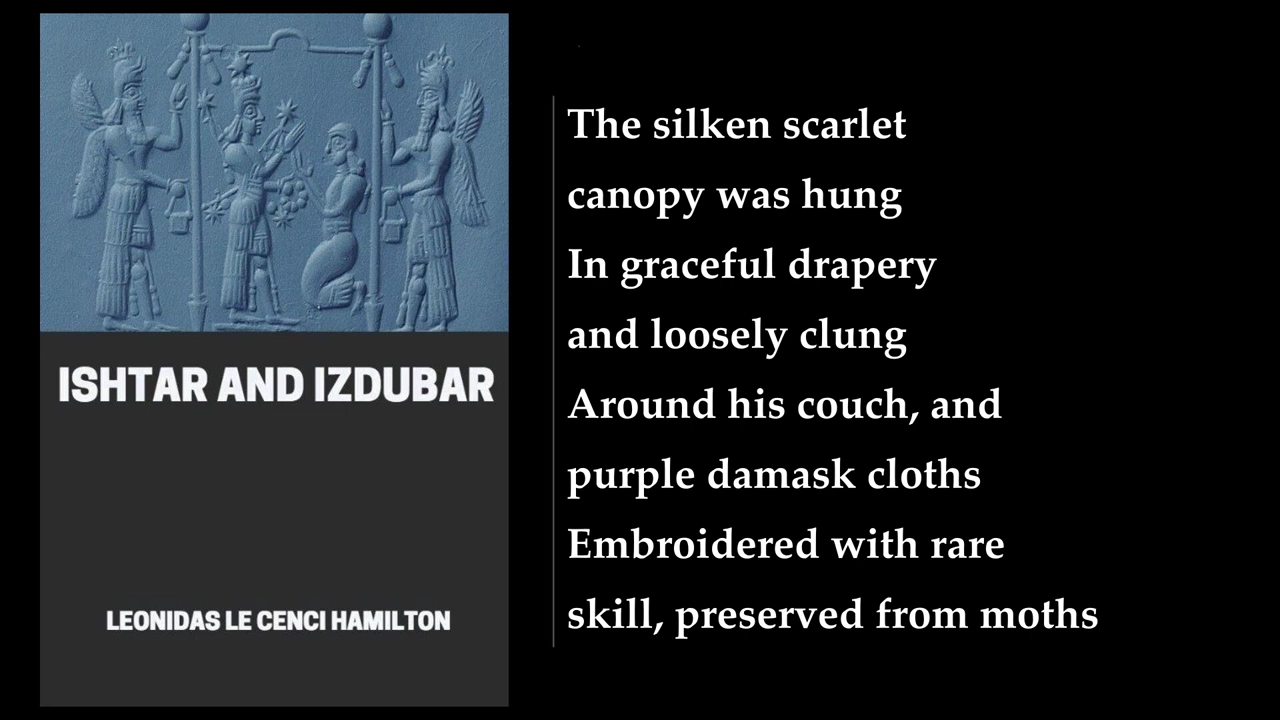 ISHTAR AND IZDUBAR
LEONIDAS LE CENCI HAMILTON
The silken scarlet
canopy was hung
In graceful drapery
and loosely clung
Around his couch, and
purple damask cloths
Embroidered with rare
skill, preserved from moths